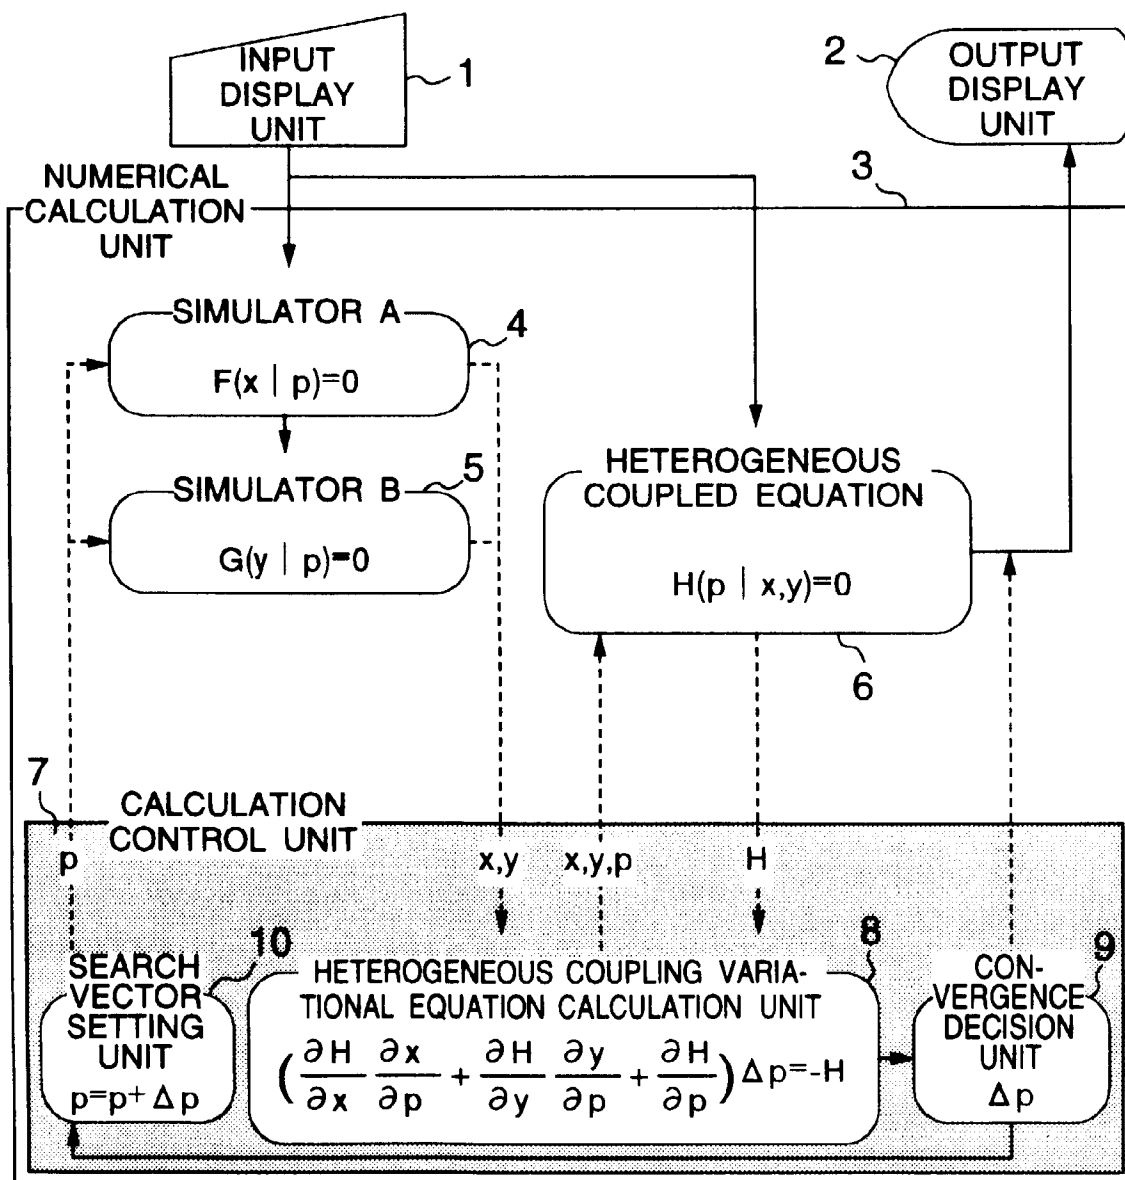 INPUT
DISPLAY
UNIT
1
2
OUTPUT
DISPLAY
UNIT
NUMERICAL
CALCULATION
UNIT
3
SIMULATOR A
4
F(x | p)=0
SIMULATOR B
5
G(y | p)=0
HETEROGENEOUS
COUPLED EQUATION
H(p | x,y)=0
6
7
CALCULATION
CONTROL UNIT
p
x,y
x,y,p
H
10
SEARCH
VECTOR
SETTING
UNIT
p=p+Δp
8
HETEROGENEOUS COUPLING VARIA-
TIONAL EQUATION CALCULATION UNIT
(∂H/∂x ∂x/∂p + ∂H/∂y ∂y/∂p + ∂H/∂p) Δp=-H
9
CON-
VERGENCE
DECISION
UNIT
Δp